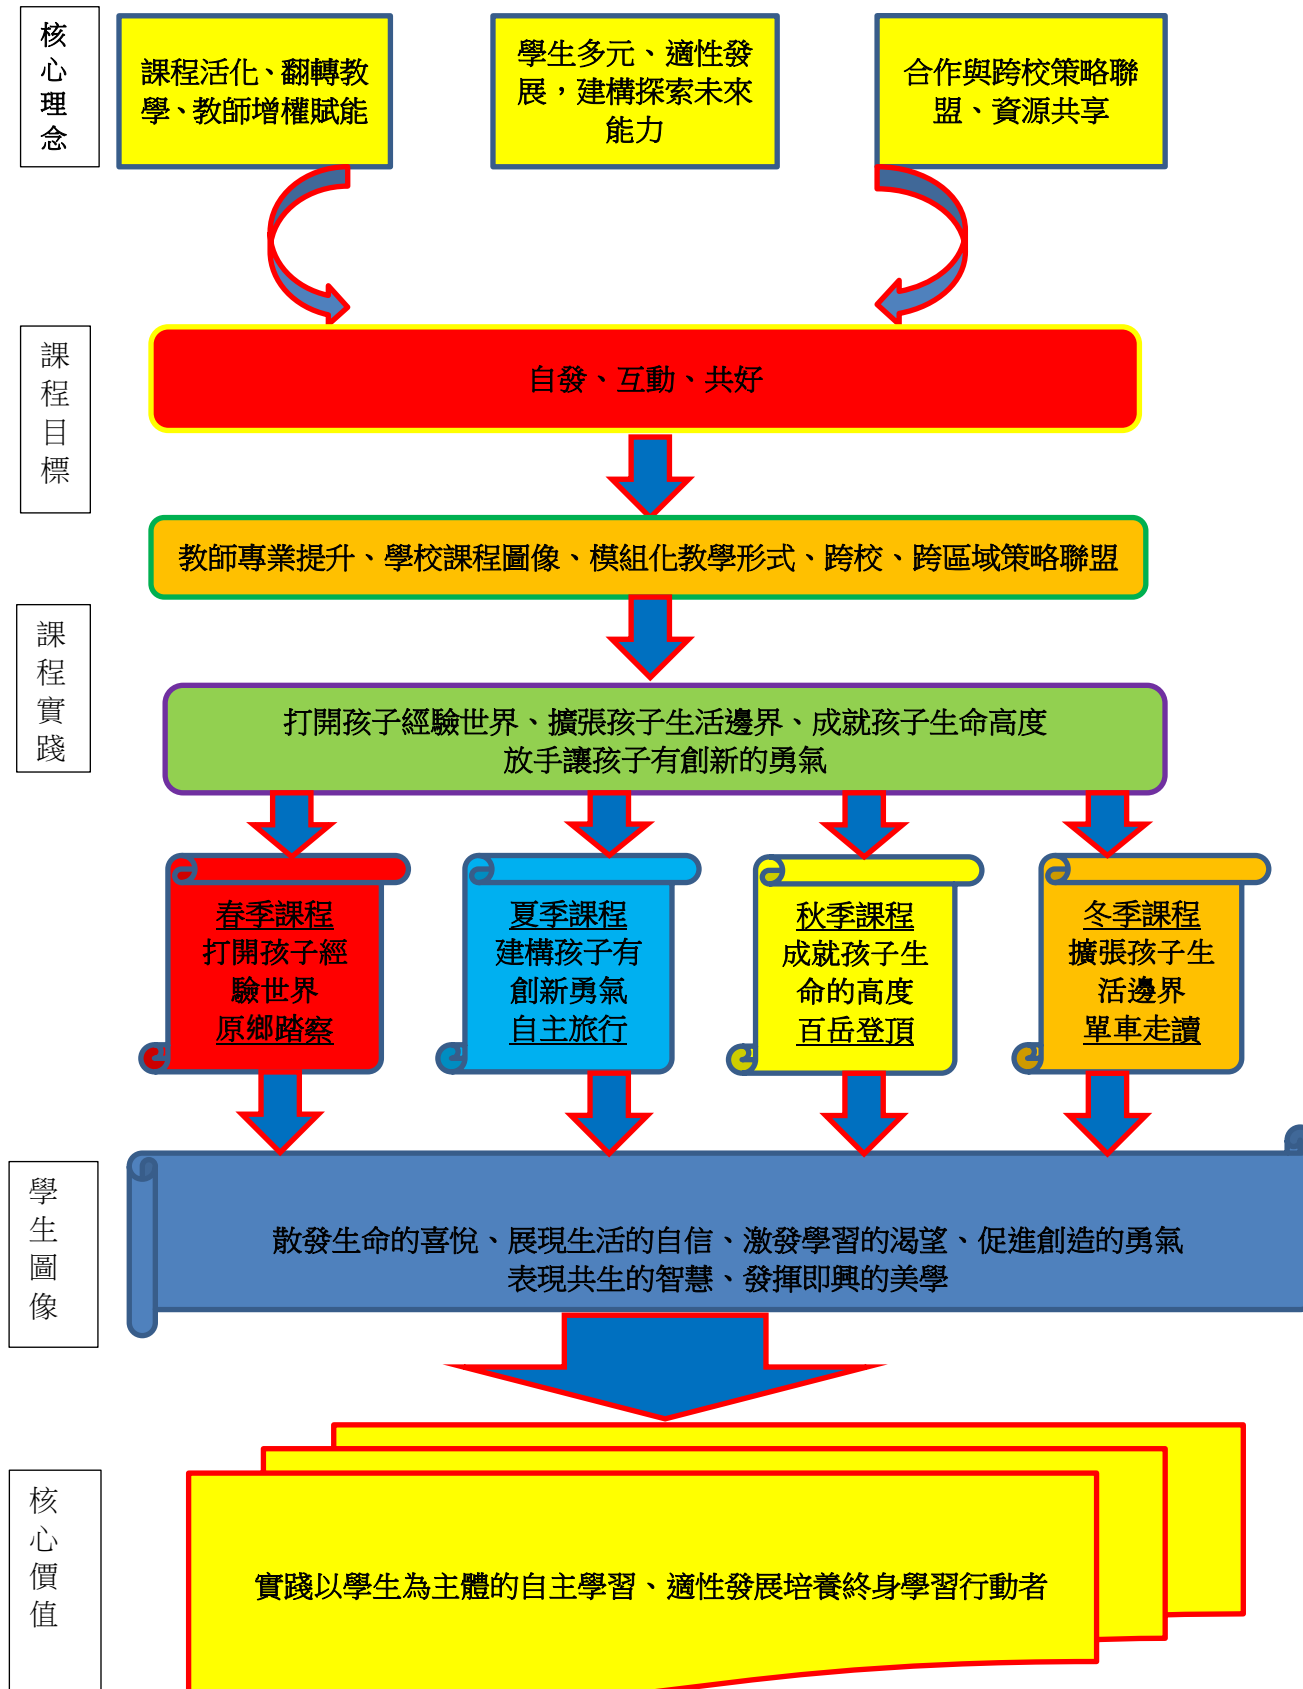 核
心
理
念
課程活化、翻轉教
學、教師增權賦能
學生多元、適性發
展，建構探索未來
能力
合作與跨校策略聯
盟、資源共享
課
程
目
標
自發、互動、共好
教師專業提升、學校課程圖像、模組化教學形式、跨校、跨區域策略聯盟
課
程
實
踐
打開孩子經驗世界、擴張孩子生活邊界、成就孩子生命高度
放手讓孩子有創新的勇氣
春季課程
打開孩子經
驗世界
原鄉踏察
夏季課程
建構孩子有
創新勇氣
自主旅行
秋季課程
成就孩子生
命的高度
百岳登頂
冬季課程
擴張孩子生
活邊界
單車走讀
學
生
圖
像
散發生命的喜悅、展現生活的自信、激發學習的渴望、促進創造的勇氣
表現共生的智慧、發揮即興的美學
核
心
價
值
實踐以學生為主體的自主學習、適性發展培養終身學習行動者